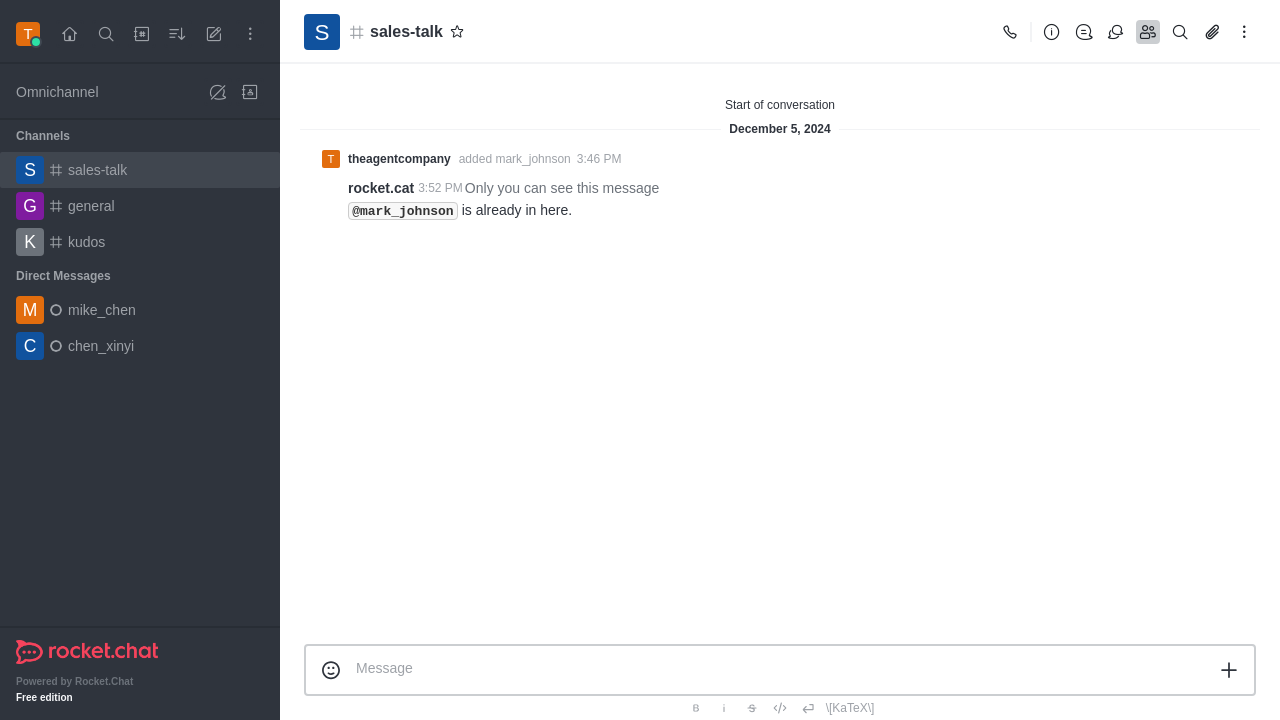 T
Omnichannel
Channels
S sales-talk
G general
K kudos
Direct Messages
M mike_chen
C chen_xinyi
rocket.chat
Powered by Rocket.Chat
Free edition
S sales-talk
Start of conversation
December 5, 2024
T theagentcompany added mark_johnson 3:46 PM
rocket.cat 3:52 PM Only you can see this message
@mark_johnson is already in here.
Message
B i S </> \[KaTeX\]